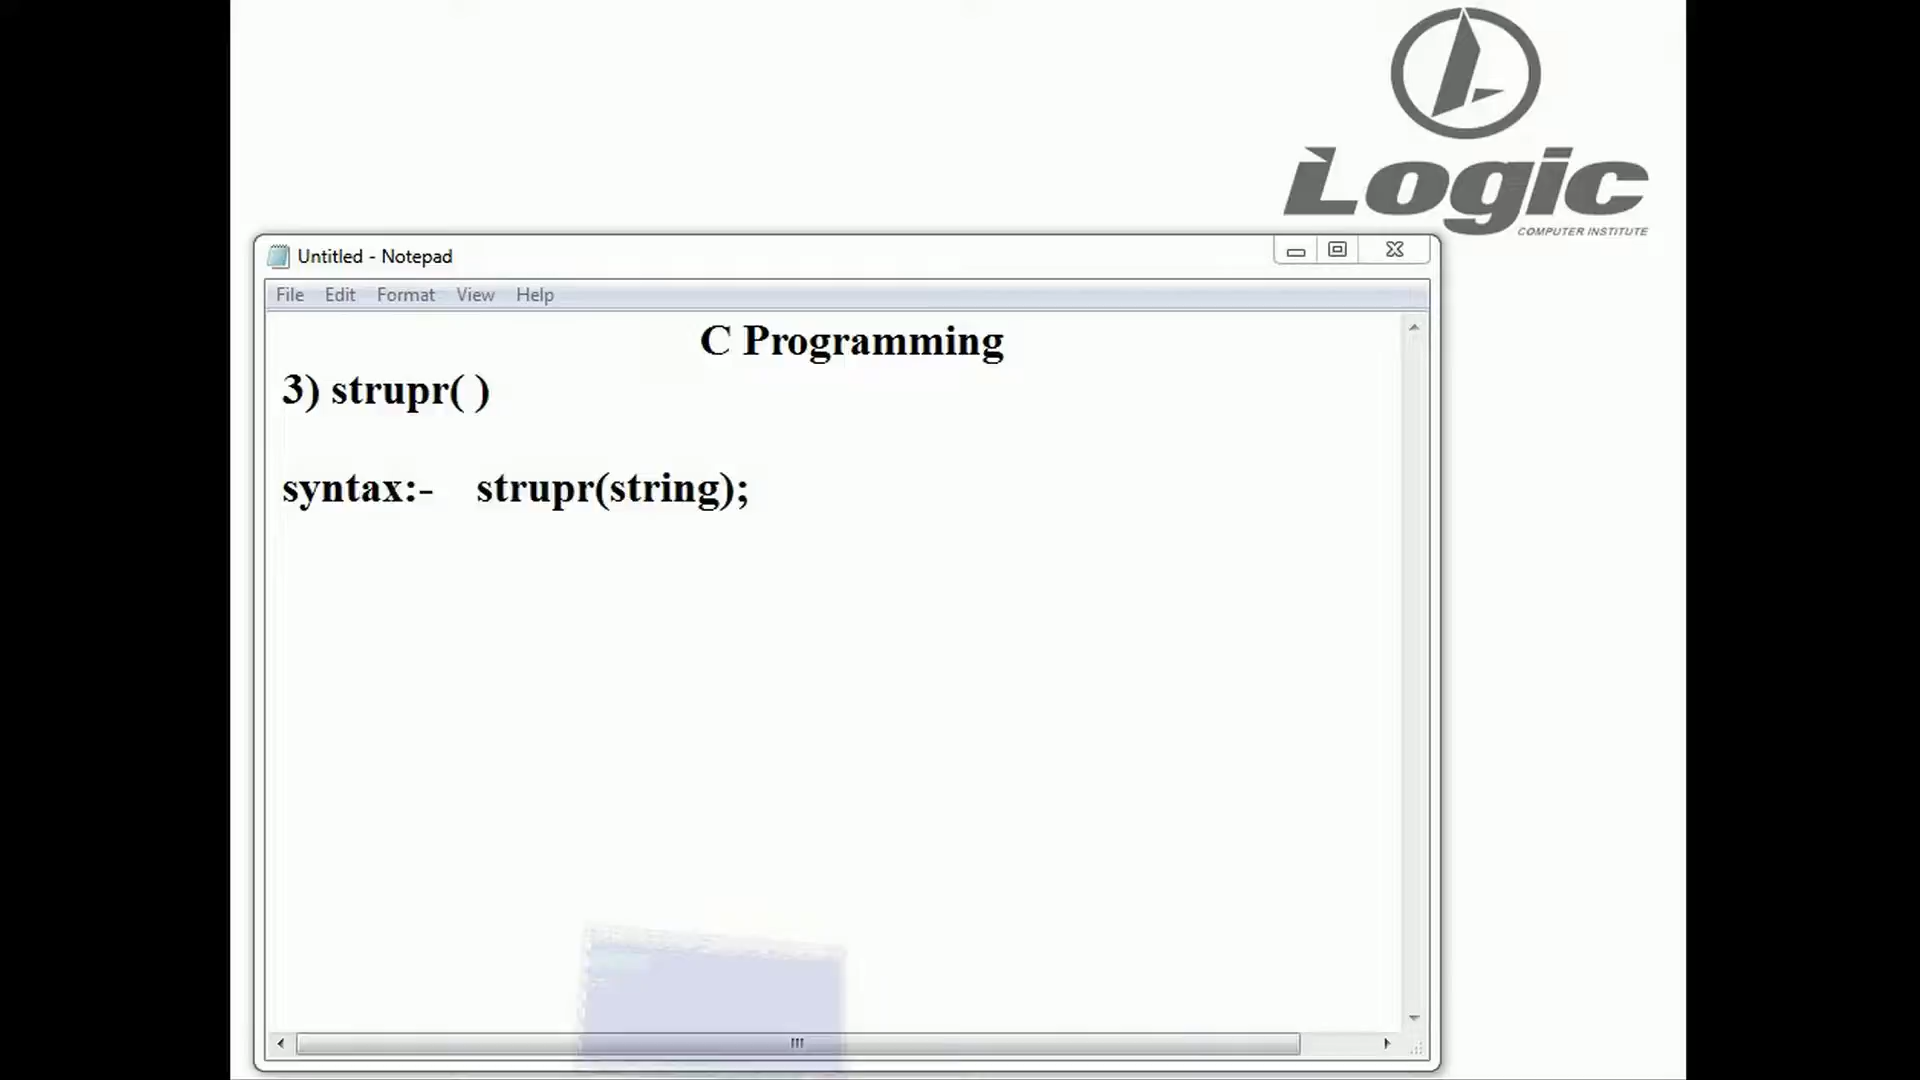 Logic
COMPUTER INSTITUTE
Untitled - Notepad
File Edit Format View Help
C Programming
3) strupr( )
syntax:- strupr(string);